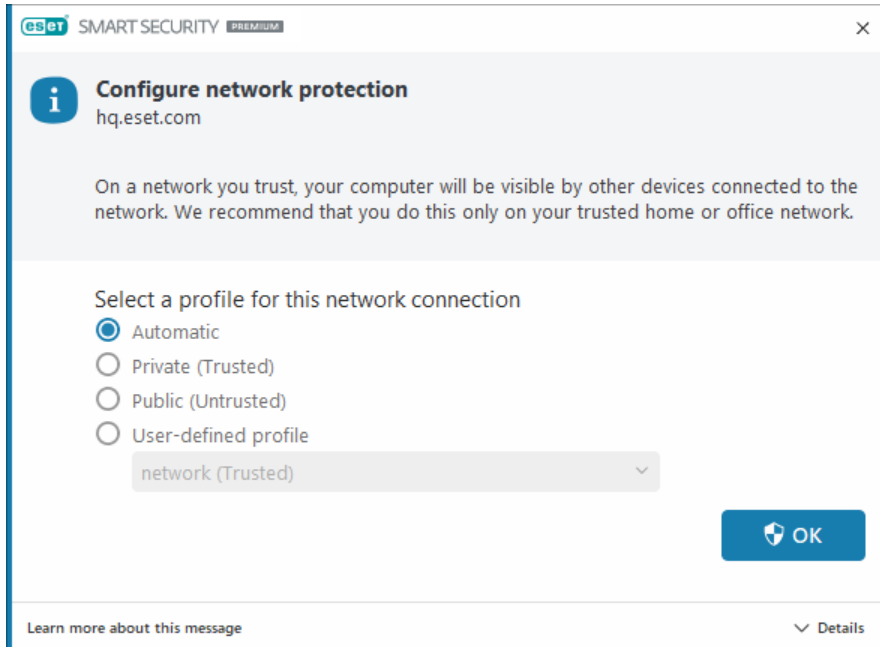 eset SMART SECURITY PREMIUM
Configure network protection
hq.eset.com
On a network you trust, your computer will be visible by other devices connected to the
network. We recommend that you do this only on your trusted home or office network.
Select a profile for this network connection
Automatic
Private (Trusted)
Public (Untrusted)
User-defined profile
network (Trusted)
OK
Learn more about this message
Details